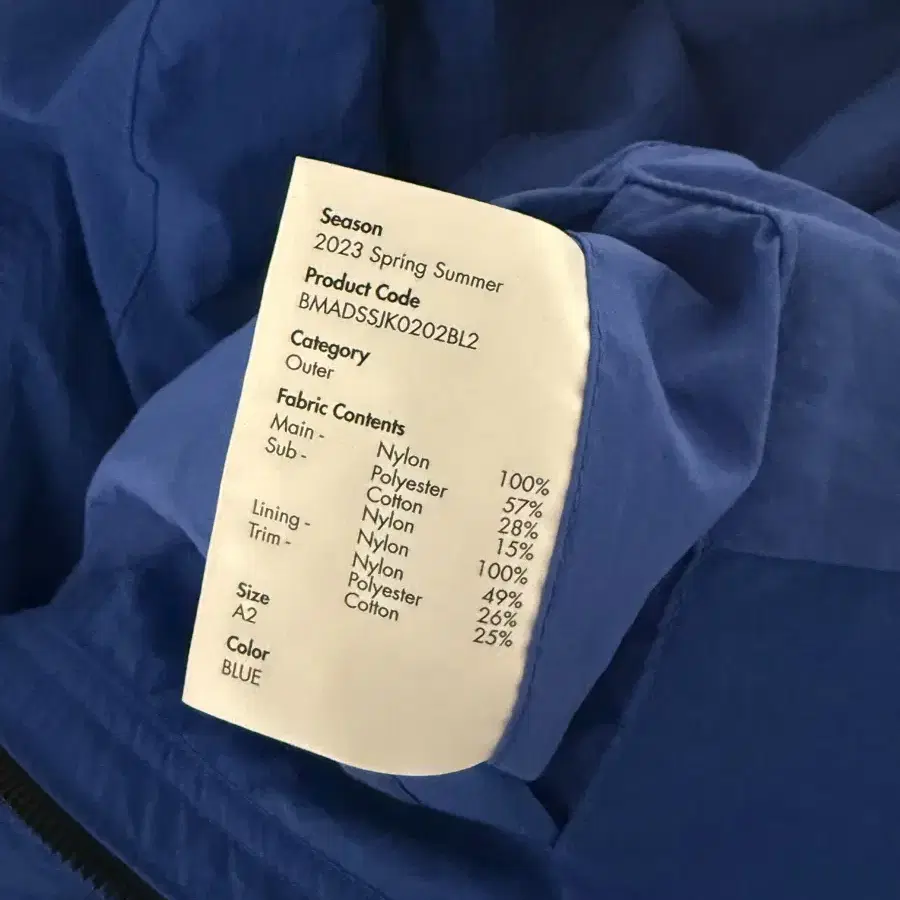 Season
2023 Spring Summer
Product Code
BMADSSJK0202BL2
Category
Outer
Fabric Contents
Main - Nylon 100%
Sub - Polyester 57%
Cotton 28%
Nylon 15%
Lining - Nylon 100%
Trim - Nylon 49%
Polyester 26%
Cotton 25%
Size
A2
Color
BLUE